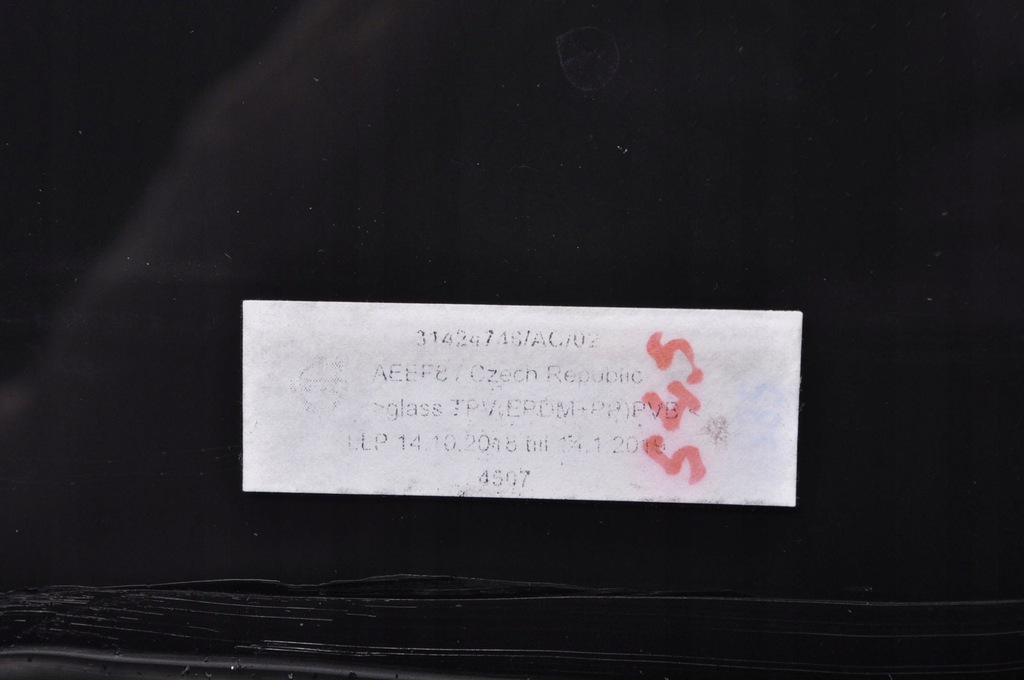 31424746/AC/02
AEEF8 / Czech Republic
>glass TPV(EPDM+PP)PVB<
LLP 14.10.2018 till 14.1.2019
4507
545